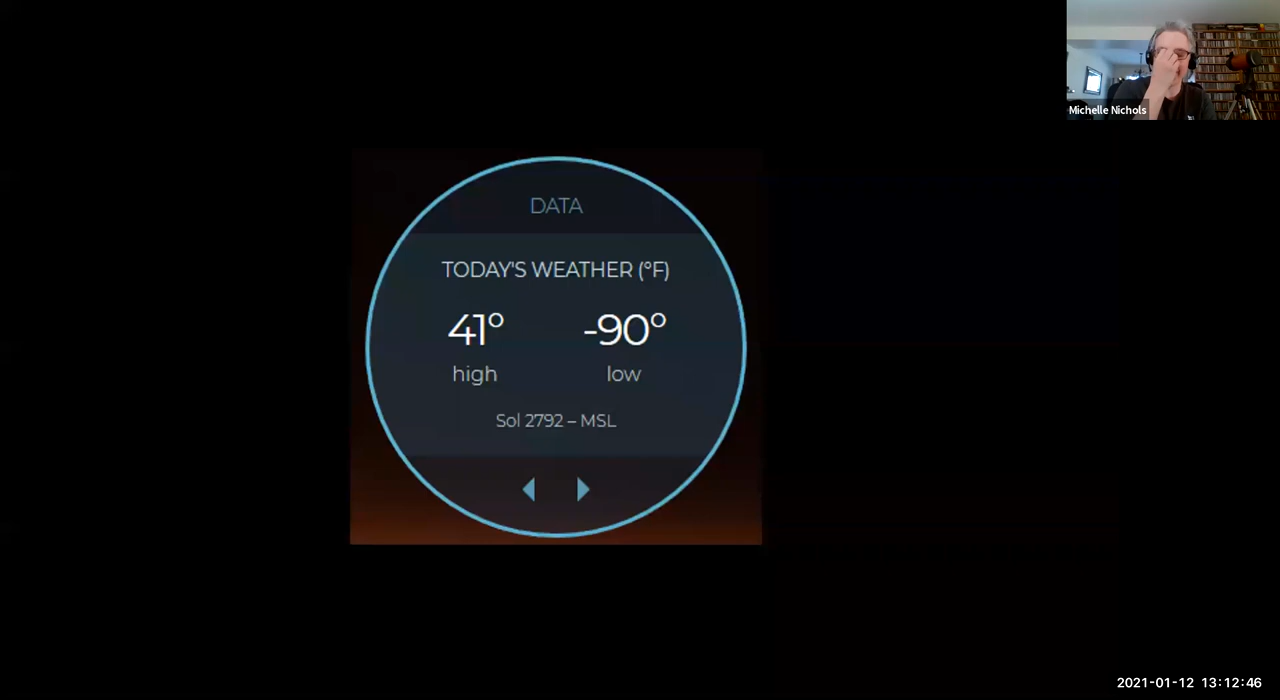 Michelle Nichols
DATA
TODAY'S WEATHER (°F)
41° -90°
high low
Sol 2792 – MSL
2021-01-12 13:12:46